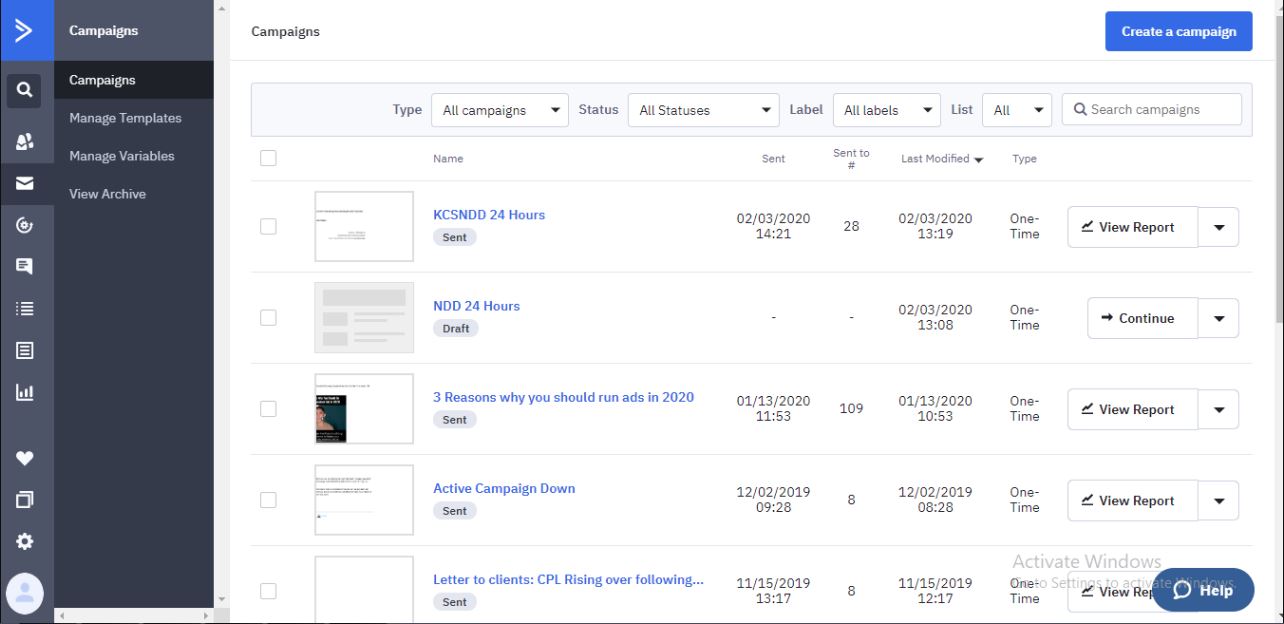 Campaigns
Campaigns
Manage Templates
Manage Variables
View Archive
Campaigns
Create a campaign
Type All campaigns Status All Statuses Label All labels List All Search campaigns
Name Sent Sent to # Last Modified Type
KCSNDD 24 Hours
Sent
02/03/2020
14:21
28
02/03/2020
13:19
One-
Time
View Report
NDD 24 Hours
Draft
-
-
02/03/2020
13:08
One-
Time
Continue
3 Reasons why you should run ads in 2020
Sent
01/13/2020
11:53
109
01/13/2020
10:53
One-
Time
View Report
Active Campaign Down
Sent
12/02/2019
09:28
8
12/02/2019
08:28
One-
Time
View Report
Letter to clients: CPL Rising over following...
Sent
11/15/2019
13:17
8
11/15/2019
12:17
One-
Time
View Rep
Activate Windows
Go to Settings to activate Windows.
Help